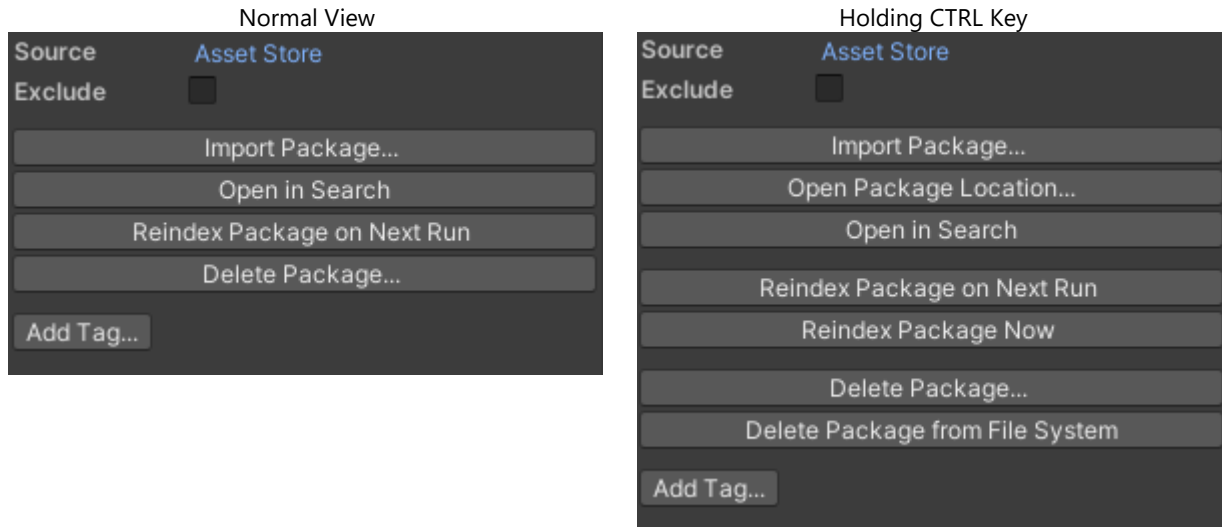 Normal View
Source Asset Store
Exclude
Import Package...
Open in Search
Reindex Package on Next Run
Delete Package...
Add Tag...
Holding CTRL Key
Source Asset Store
Exclude
Import Package...
Open Package Location...
Open in Search
Reindex Package on Next Run
Reindex Package Now
Delete Package...
Delete Package from File System
Add Tag...